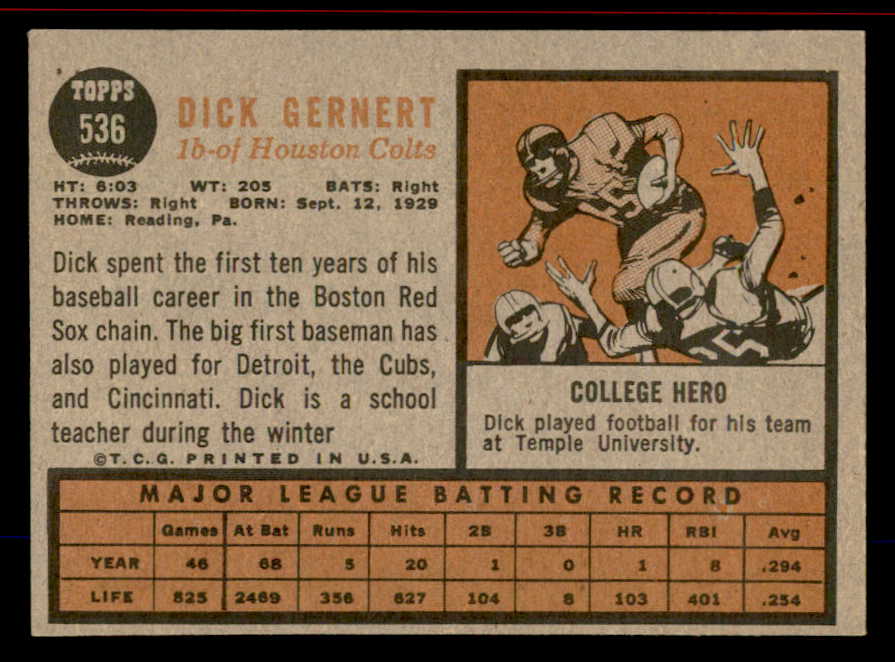 TOPPS
536
DICK GERNERT
1b-of Houston Colts
HT: 6:03 WT: 205 BATS: Right
THROWS: Right BORN: Sept. 12, 1929
HOME: Reading, Pa.
Dick spent the first ten years of his
baseball career in the Boston Red
Sox chain. The big first baseman has
also played for Detroit, the Cubs,
and Cincinnati. Dick is a school
teacher during the winter
©T.C.G. PRINTED IN U.S.A.
COLLEGE HERO
Dick played football for his team
at Temple University.
MAJOR LEAGUE BATTING RECORD
Games At Bat Runs Hits 2B 3B HR RBI Avg
YEAR 46 68 5 20 1 0 1 8 .294
LIFE 825 2469 356 627 104 8 103 401 .254